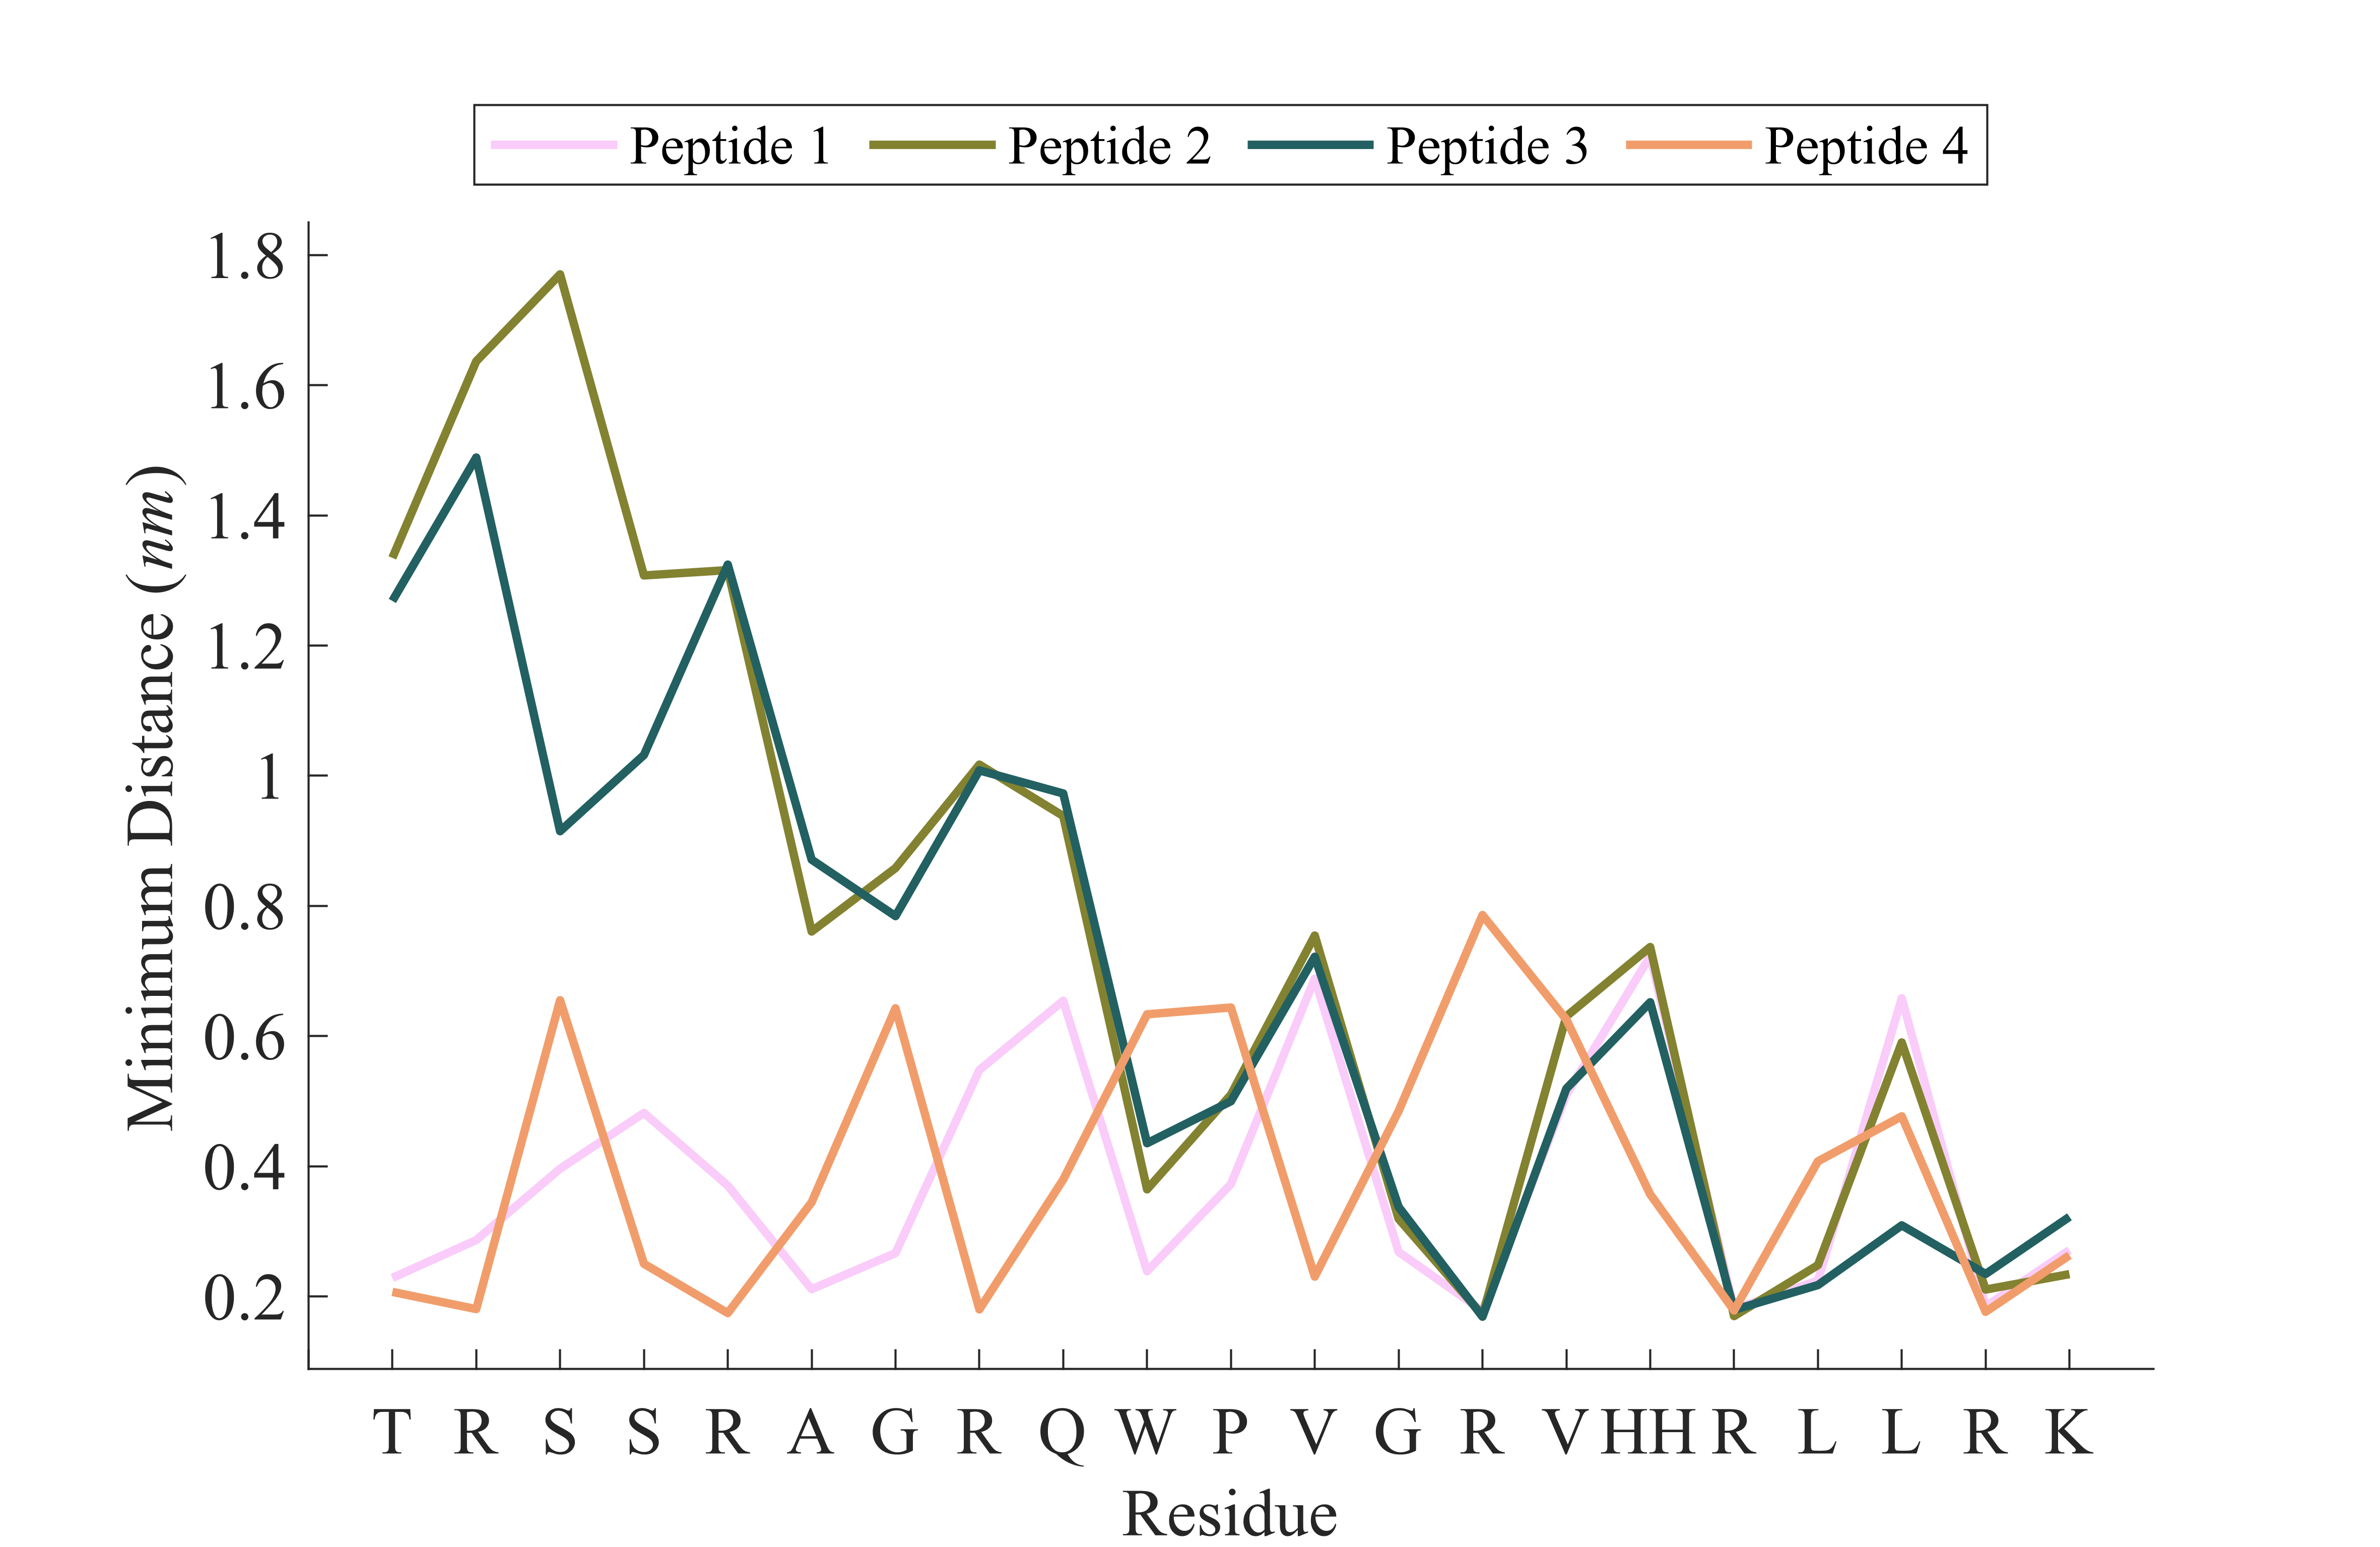 Peptide 1 Peptide 2 Peptide 3 Peptide 4
1.8
1.6
1.4
1.2
1
0.8
0.6
0.4
0.2
Minimum Distance (nm)
T R S S R A G R Q W P V G R V HH R L L R K
Residue